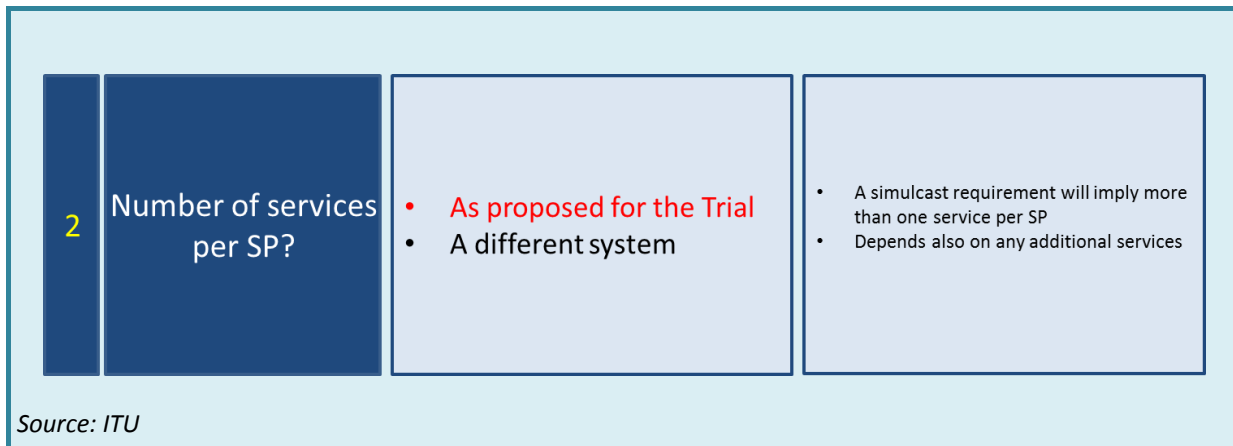 2
Number of services
per SP?
• As proposed for the Trial
• A different system
• A simulcast requirement will imply more
than one service per SP
• Depends also on any additional services
Source: ITU